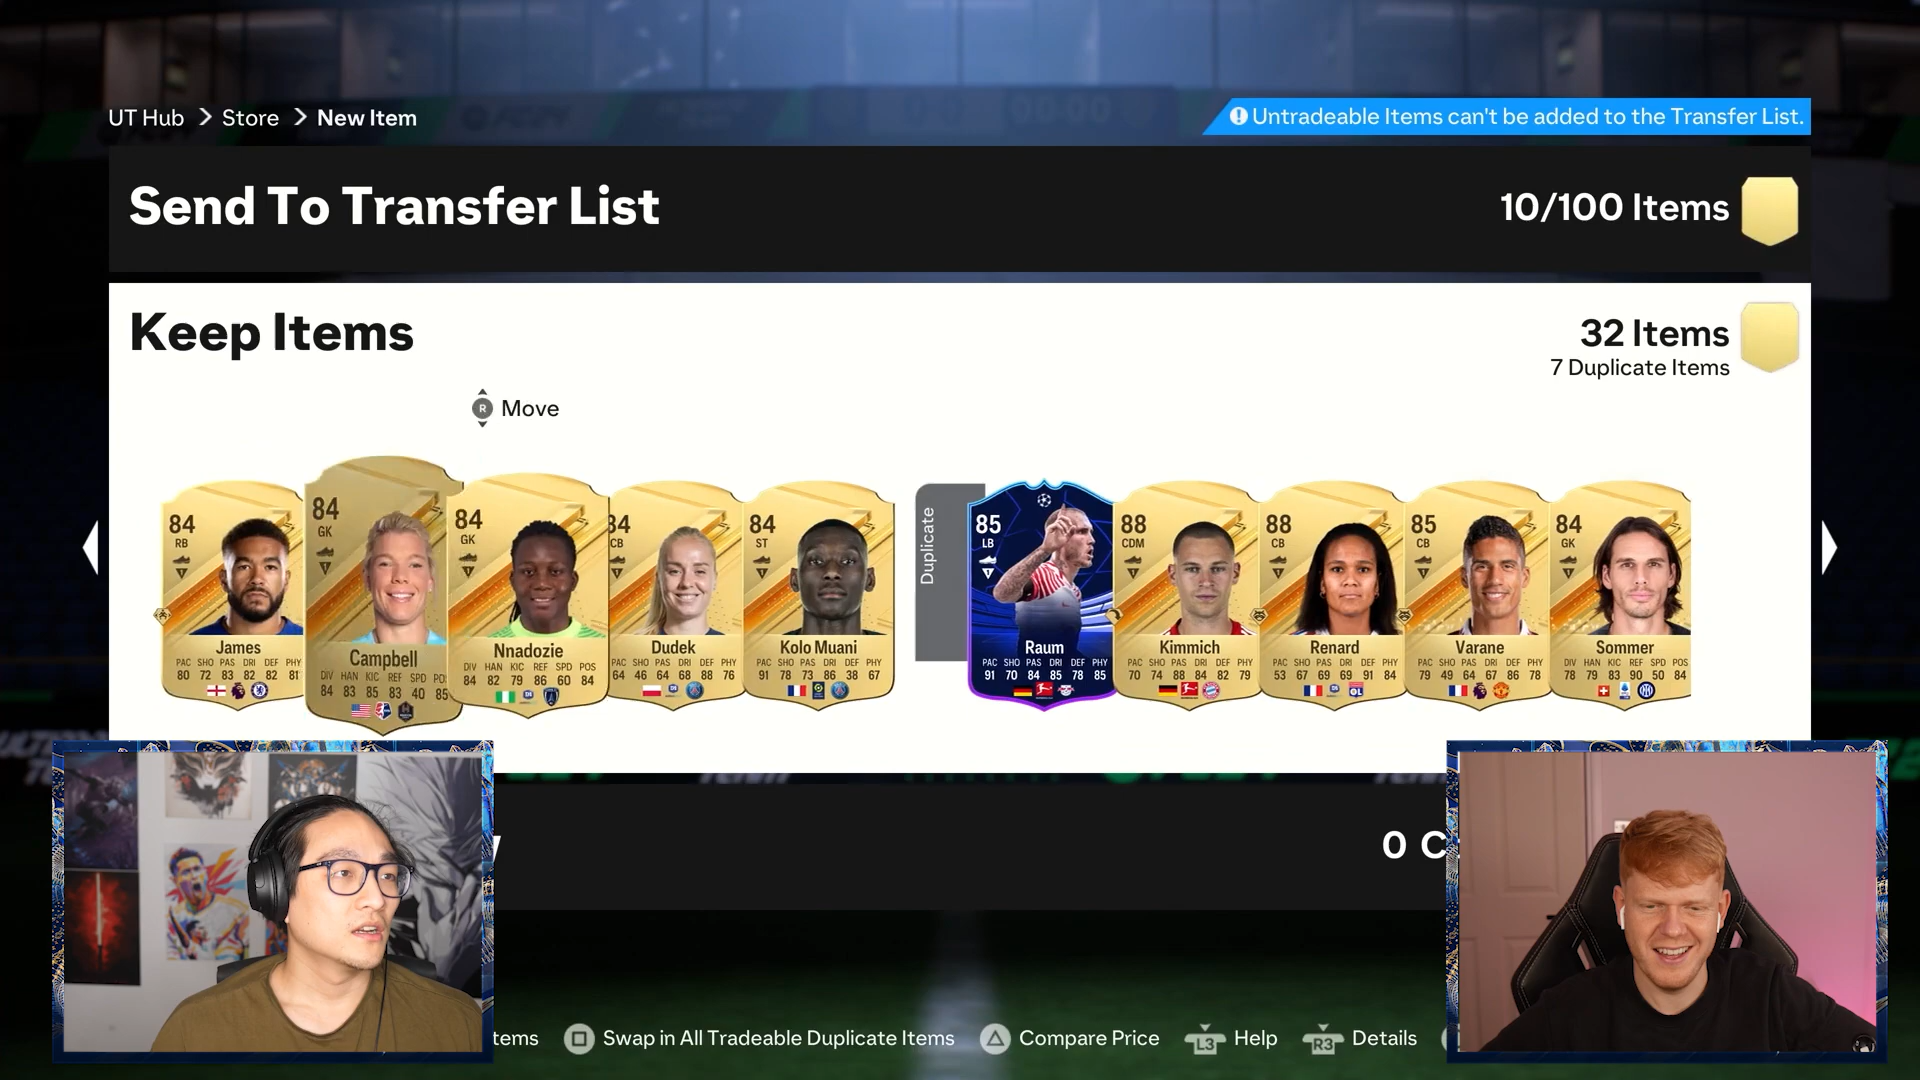 UT Hub > Store > New Item
Untradeable Items can't be added to the Transfer List.
Send To Transfer List
10/100 Items
Keep Items
32 Items
7 Duplicate Items
R Move
84 RB James
PAC SHO PAS DRI DEF PHY
80 72 83 82 82 81
84 GK Campbell
DIV HAN KIC REF SPD POS
84 83 85 83 40 85
84 GK Nnadozie
DIV HAN KIC REF SPD POS
84 82 79 86 60 84
84 CB Dudek
PAC SHO PAS DRI DEF PHY
64 46 64 68 88 76
84 ST Kolo Muani
PAC SHO PAS DRI DEF PHY
91 78 73 86 38 67
Duplicate
85 LB Raum
PAC SHO PAS DRI DEF PHY
91 70 84 85 78 85
88 CDM Kimmich
PAC SHO PAS DRI DEF PHY
70 74 88 84 82 79
88 CB Renard
PAC SHO PAS DRI DEF PHY
53 67 69 69 91 84
85 CB Varane
PAC SHO PAS DRI DEF PHY
79 49 64 67 86 78
84 GK Sommer
DIV HAN KIC REF SPD POS
78 83 90 50 84
0 C
tems
Swap in All Tradeable Duplicate Items
Compare Price
L3 Help
R3 Details